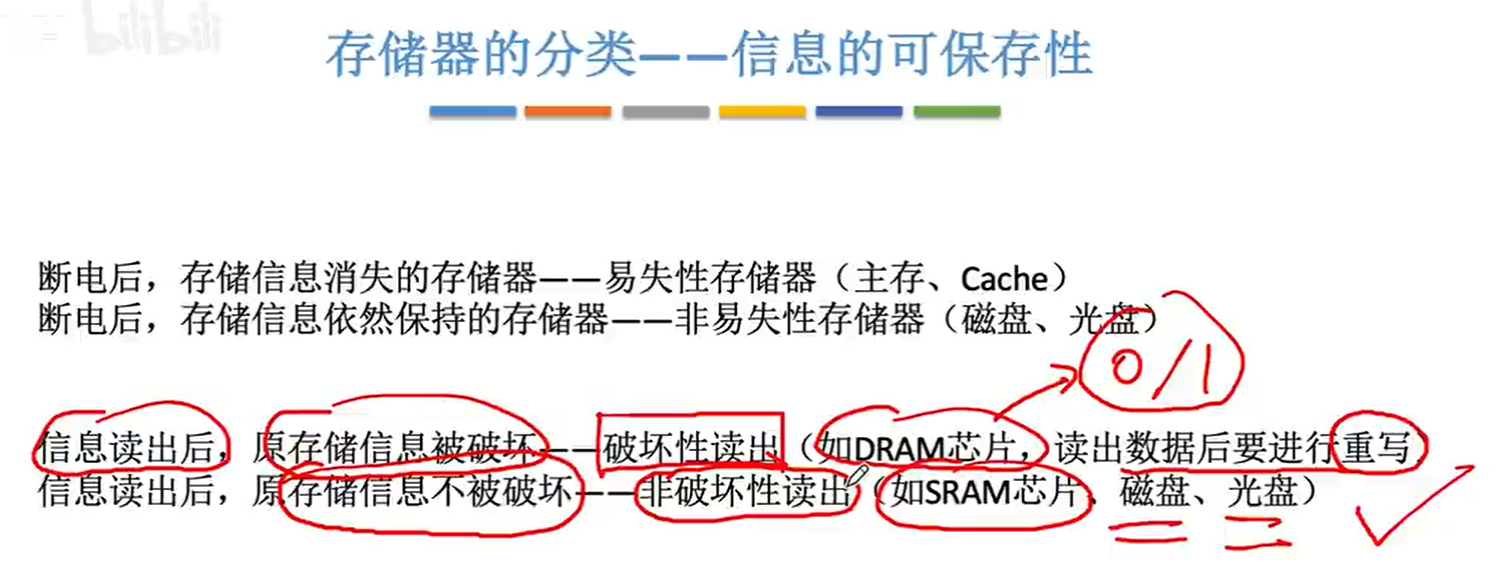 bilibili
存储器的分类——信息的可保存性
断电后，存储信息消失的存储器——易失性存储器（主存、Cache）
断电后，存储信息依然保持的存储器——非易失性存储器（磁盘、光盘）
0/1
信息读出后，原存储信息被破坏——破坏性读出（如DRAM芯片，读出数据后要进行重写）
信息读出后，原存储信息不被破坏——非破坏性读出（如SRAM芯片、磁盘、光盘）